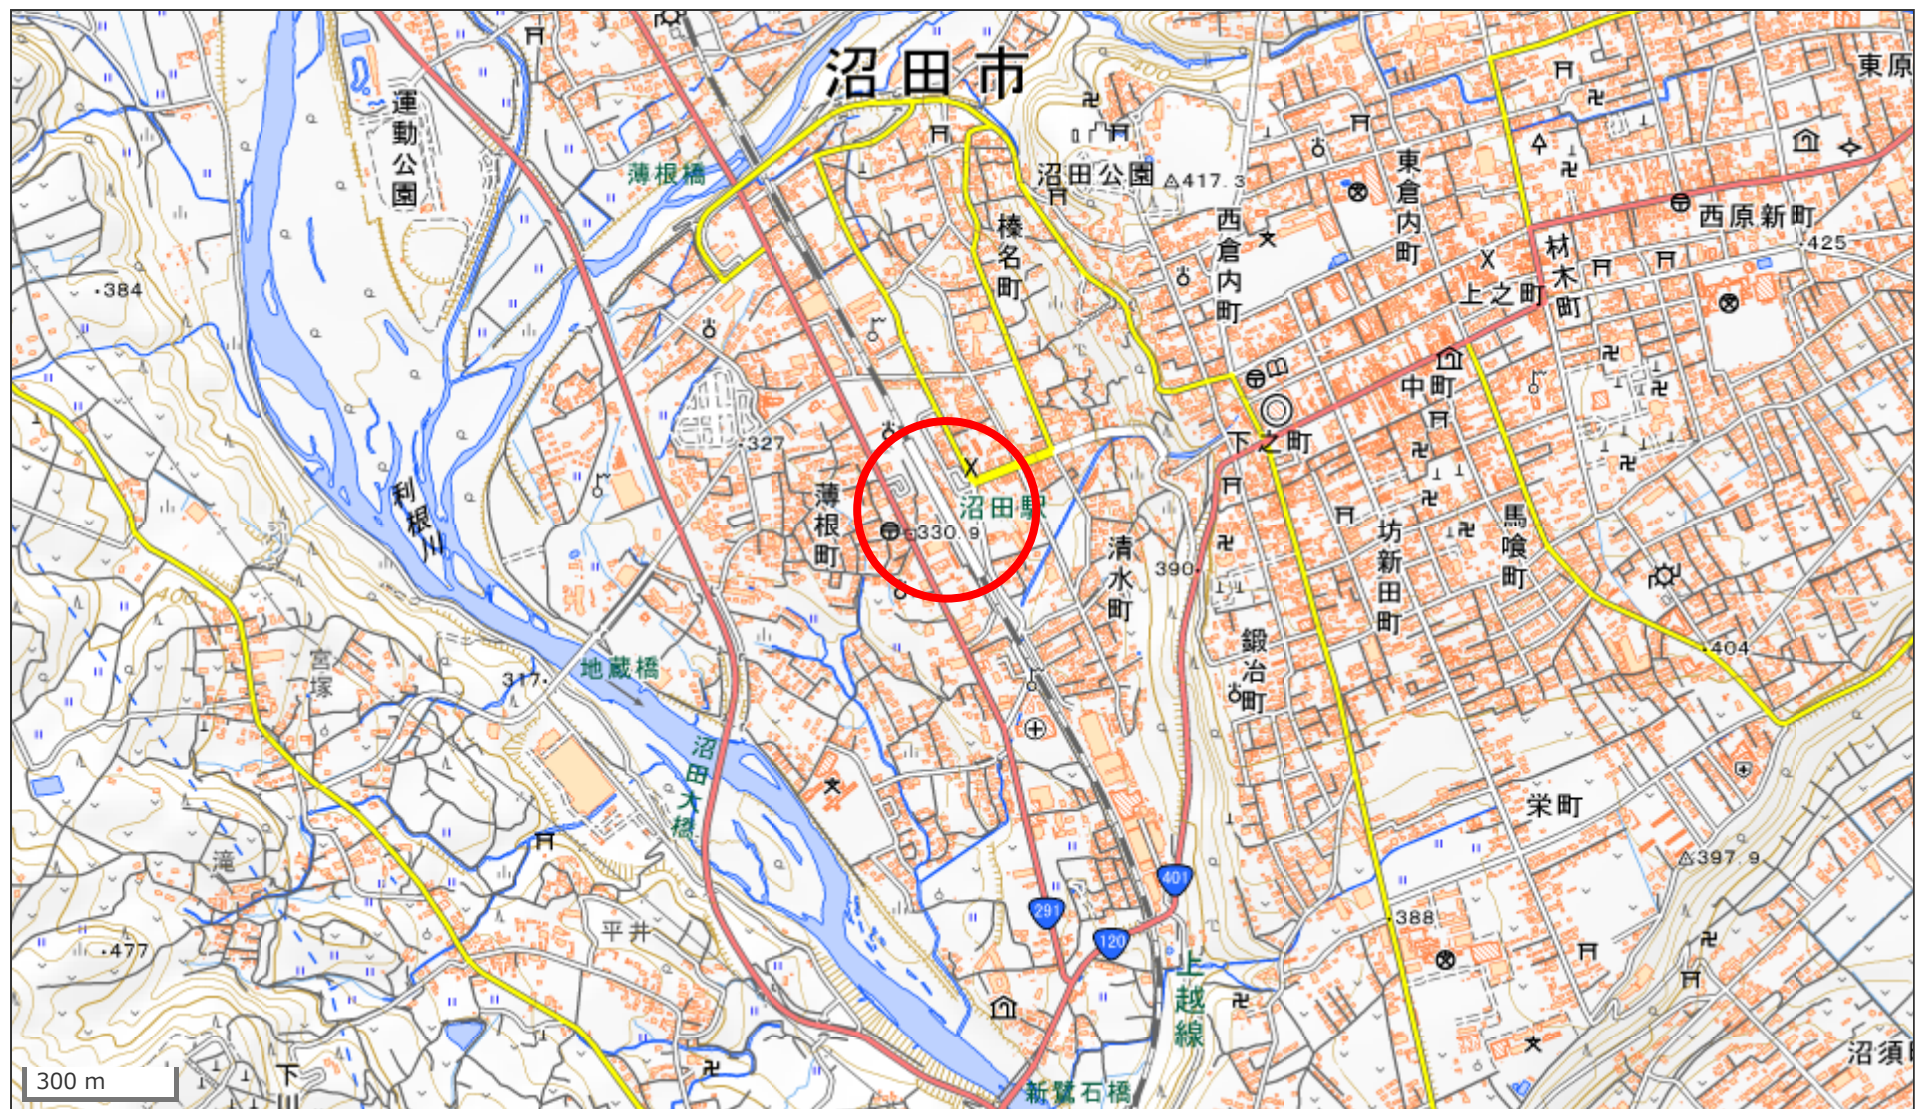 沼田市
東原
運動公園
薄根橋
沼田公園
417.3
東倉内町
西倉内町
榛名町
西原新町
425
材木町
上之町
384
中町
下之町
327
利根川
薄根町
沼田駅
330.9
清水町
390
坊新田町
馬喰町
400
400
404
鍛冶町
宮塚
地蔵橋
317
沼田大橋
栄町
滝
397.9
401
291
120
388
平井
477
上越線
沼須
下川
新鷺石橋
300 m